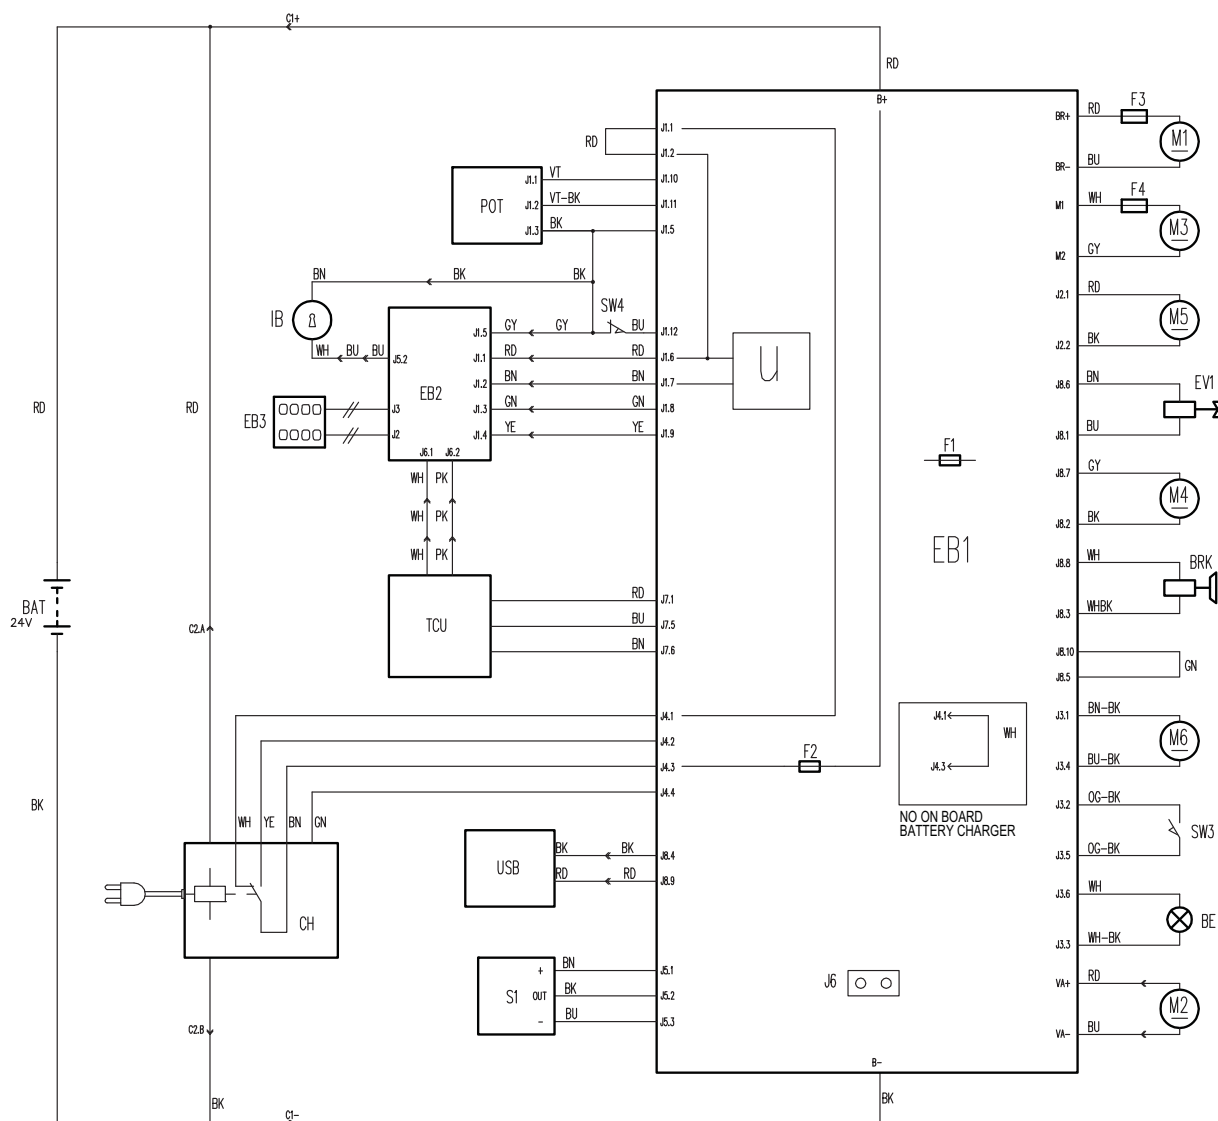 C1+
RD
B+
J1.1
BR+
RD
F3
M1
RD
J1.2
BR-
BU
POT
J1.1
VT
J1.10
J1.2
VT-BK
J1.11
M1
WH
F4
M3
J1.3
BK
J1.5
M2
GY
BN
BK
BK
J2.1
RD
IB
SW4
M5
J1.5
GY
GY
BU
J1.12
J2.2
BK
WH
BU
BU
J5.2
J1.1
RD
RD
J1.6
U
EB2
J1.2
BN
BN
J1.7
J8.6
BN
EV1
RD
RD
EB3
J3
J1.3
GN
GN
J1.8
J2
J1.4
YE
YE
J1.9
J8.1
BU
J6.1
J6.2
F1
WH
PK
J8.7
GY
M4
WH
PK
J8.2
BK
EB1
WH
PK
J8.8
WH
BRK
BAT
24V
TCU
RD
J7.1
J8.3
WHBK
C2.A
BU
J7.5
BN
J7.6
J8.10
GN
J8.5
J4.1
J4.1
WH
J3.1
BN-BK
M6
J4.2
J4.3
F2
J4.3
J3.4
BU-BK
BK
J4.4
NO ON BOARD
BATTERY CHARGER
J3.2
OG-BK
SW3
WH
YE
BN
GN
USB
BK
BK
J8.4
J3.5
OG-BK
RD
RD
J8.9
J3.6
WH
CH
BE
J3.3
WH-BK
S1
+
BN
J5.1
J6
VA+
RD
OUT
BK
J5.2
M2
-
BU
J5.3
C2.B
VA-
BU
B-
BK
BK
C1-